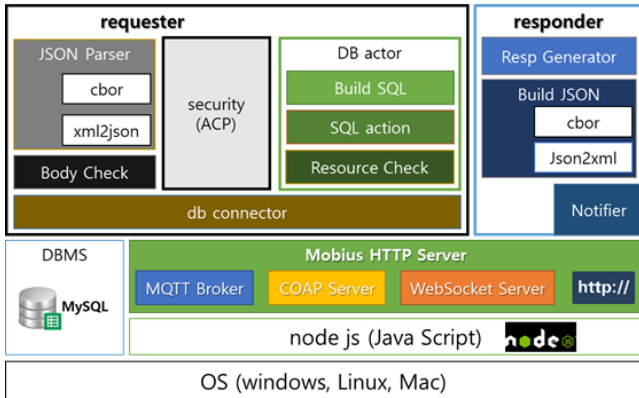 requester
JSON Parser
cbor
xml2json
Body Check
security
(ACP)
DB actor
Build SQL
SQL action
Resource Check
db connector
responder
Resp Generator
Build JSON
cbor
Json2xml
Notifier
DBMS
MySQL
Mobius HTTP Server
MQTT Broker
COAP Server
WebSocket Server
http://
node js (Java Script)
node
JS
OS (windows, Linux, Mac)